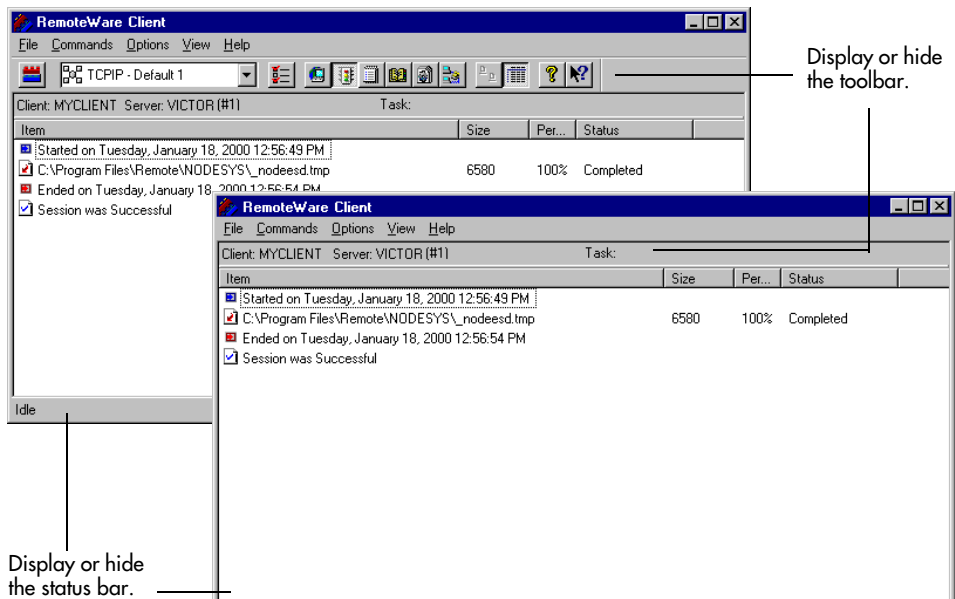 RemoteWare Client
File Commands Options View Help
TCPIP - Default 1
Client: MYCLIENT Server: VICTOR (#1) Task:
Item Size Per... Status
Started on Tuesday, January 18, 2000 12:56:49 PM
C:\Program Files\Remote\NODESYS\_nodeesd.tmp 6580 100% Completed
Ended on Tuesday, January 18, 2000 12:56:54 PM
Session was Successful
Idle
RemoteWare Client
File Commands Options View Help
Client: MYCLIENT Server: VICTOR (#1) Task:
Item Size Per... Status
Started on Tuesday, January 18, 2000 12:56:49 PM
C:\Program Files\Remote\NODESYS\_nodeesd.tmp 6580 100% Completed
Ended on Tuesday, January 18, 2000 12:56:54 PM
Session was Successful
Display or hide
the toolbar.
Display or hide
the status bar.